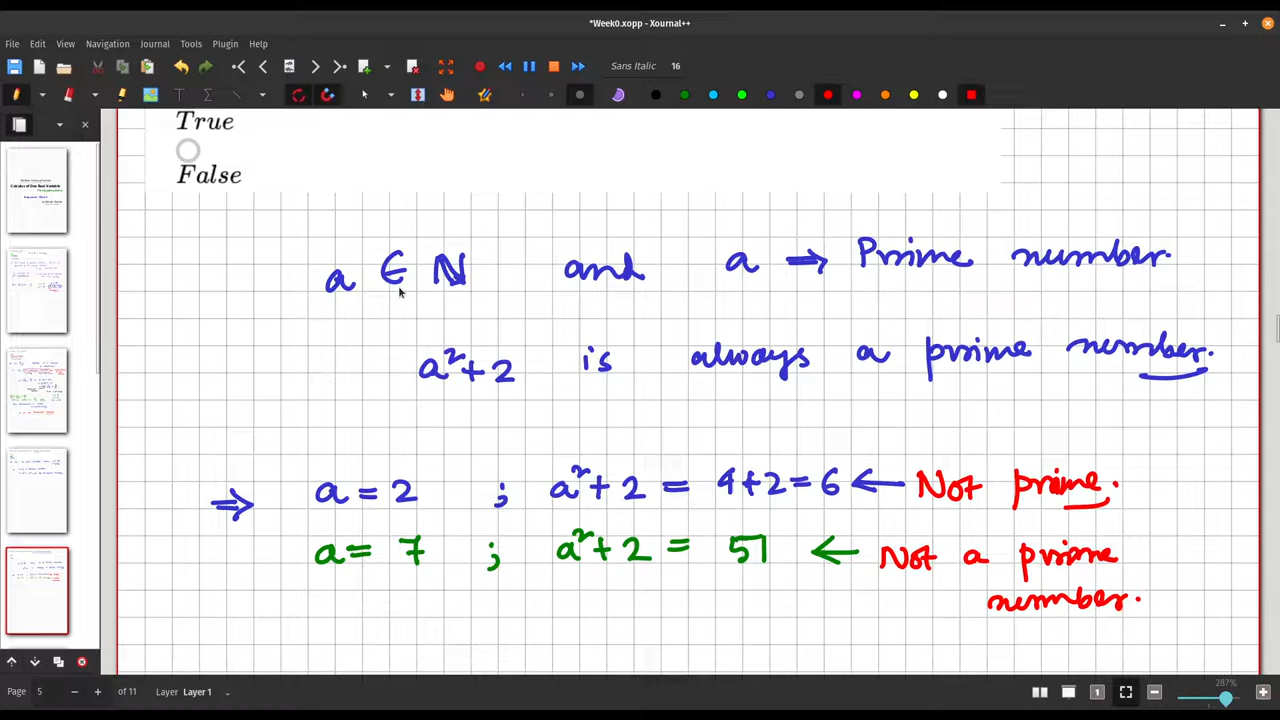 *Week0.xopp - Xournal++
File Edit View Navigation Journal Tools Plugin Help
Sans Italic 16
True
False
a ∈ ℕ and a ⇒ Prime number.
a²+2 is always a prime number.
⇒ a = 2 ; a²+2 = 4+2=6 ← Not prime.
a = 7 ; a²+2 = 51 ← Not a prime
number.
Page 5 of 11 Layer Layer 1 287%